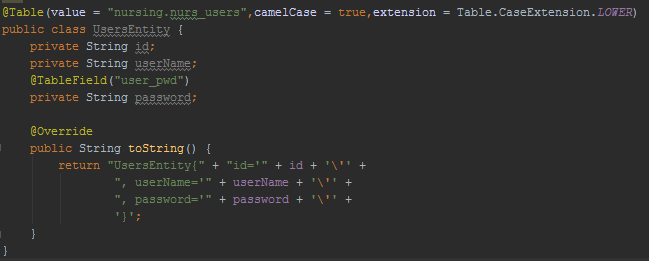 @Table(value = "nursing.nurs_users",camelCase = true,extension = Table.CaseExtension.LOWER)
public class UsersEntity {
    private String id;
    private String userName;
    @TableField("user_pwd")
    private String password;

    @Override
    public String toString() {
        return "UsersEntity{" + "id='" + id + '\'' +
                ", userName='" + userName + '\'' +
                ", password='" + password + '\'' +
                '}';
    }
}